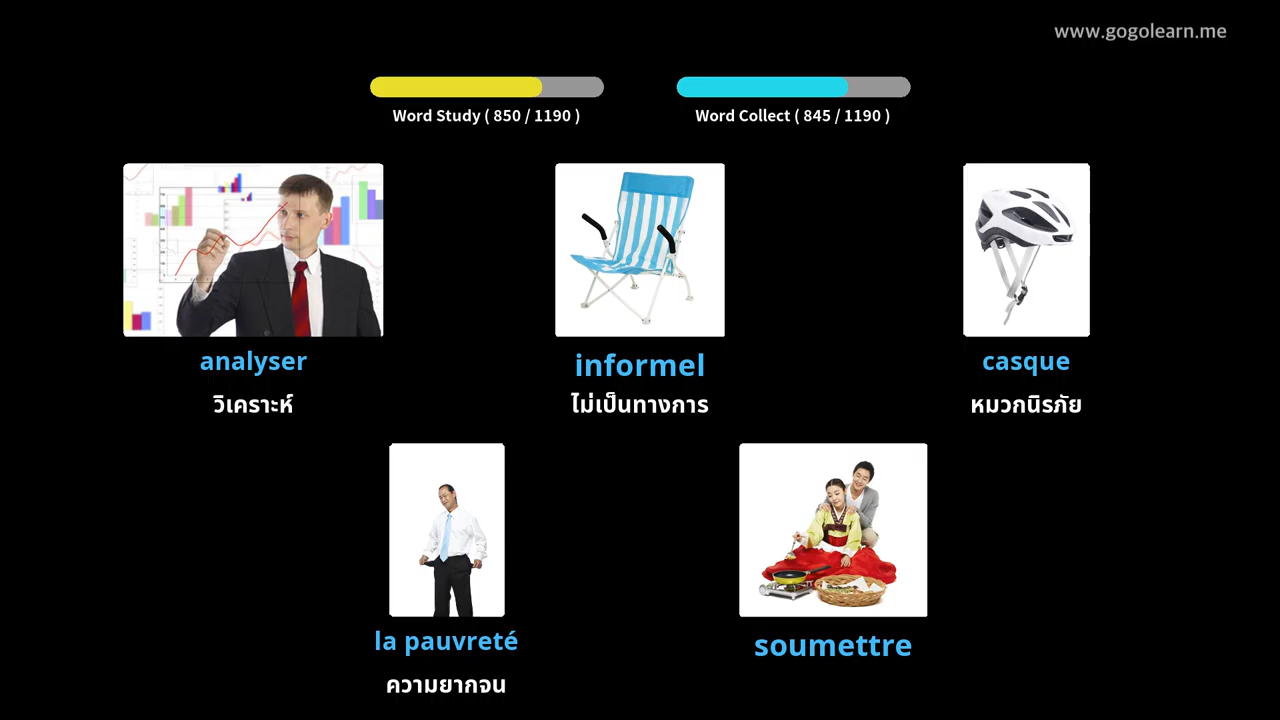 www.gogolearn.me
Word Study ( 850 / 1190 )
Word Collect ( 845 / 1190 )
analyser
วิเคราะห์
informel
ไม่เป็นทางการ
casque
หมวกนิรภัย
la pauvreté
ความยากจน
soumettre